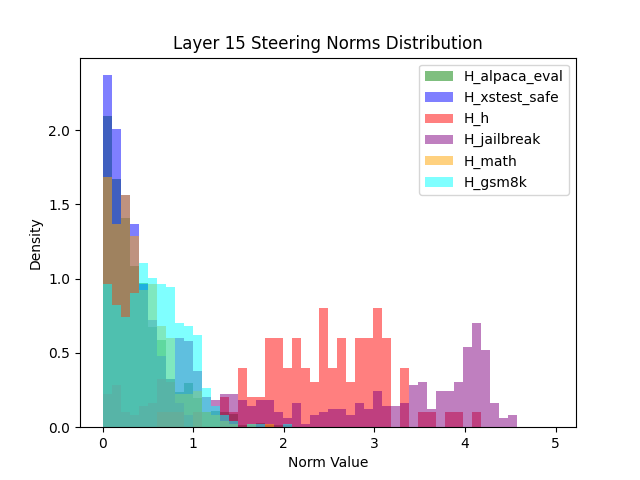 Layer 15 Steering Norms Distribution
H_alpaca_eval
H_xstest_safe
H_h
H_jailbreak
H_math
H_gsm8k
Density
2.0
1.5
1.0
0.5
0.0
0 1 2 3 4 5
Norm Value